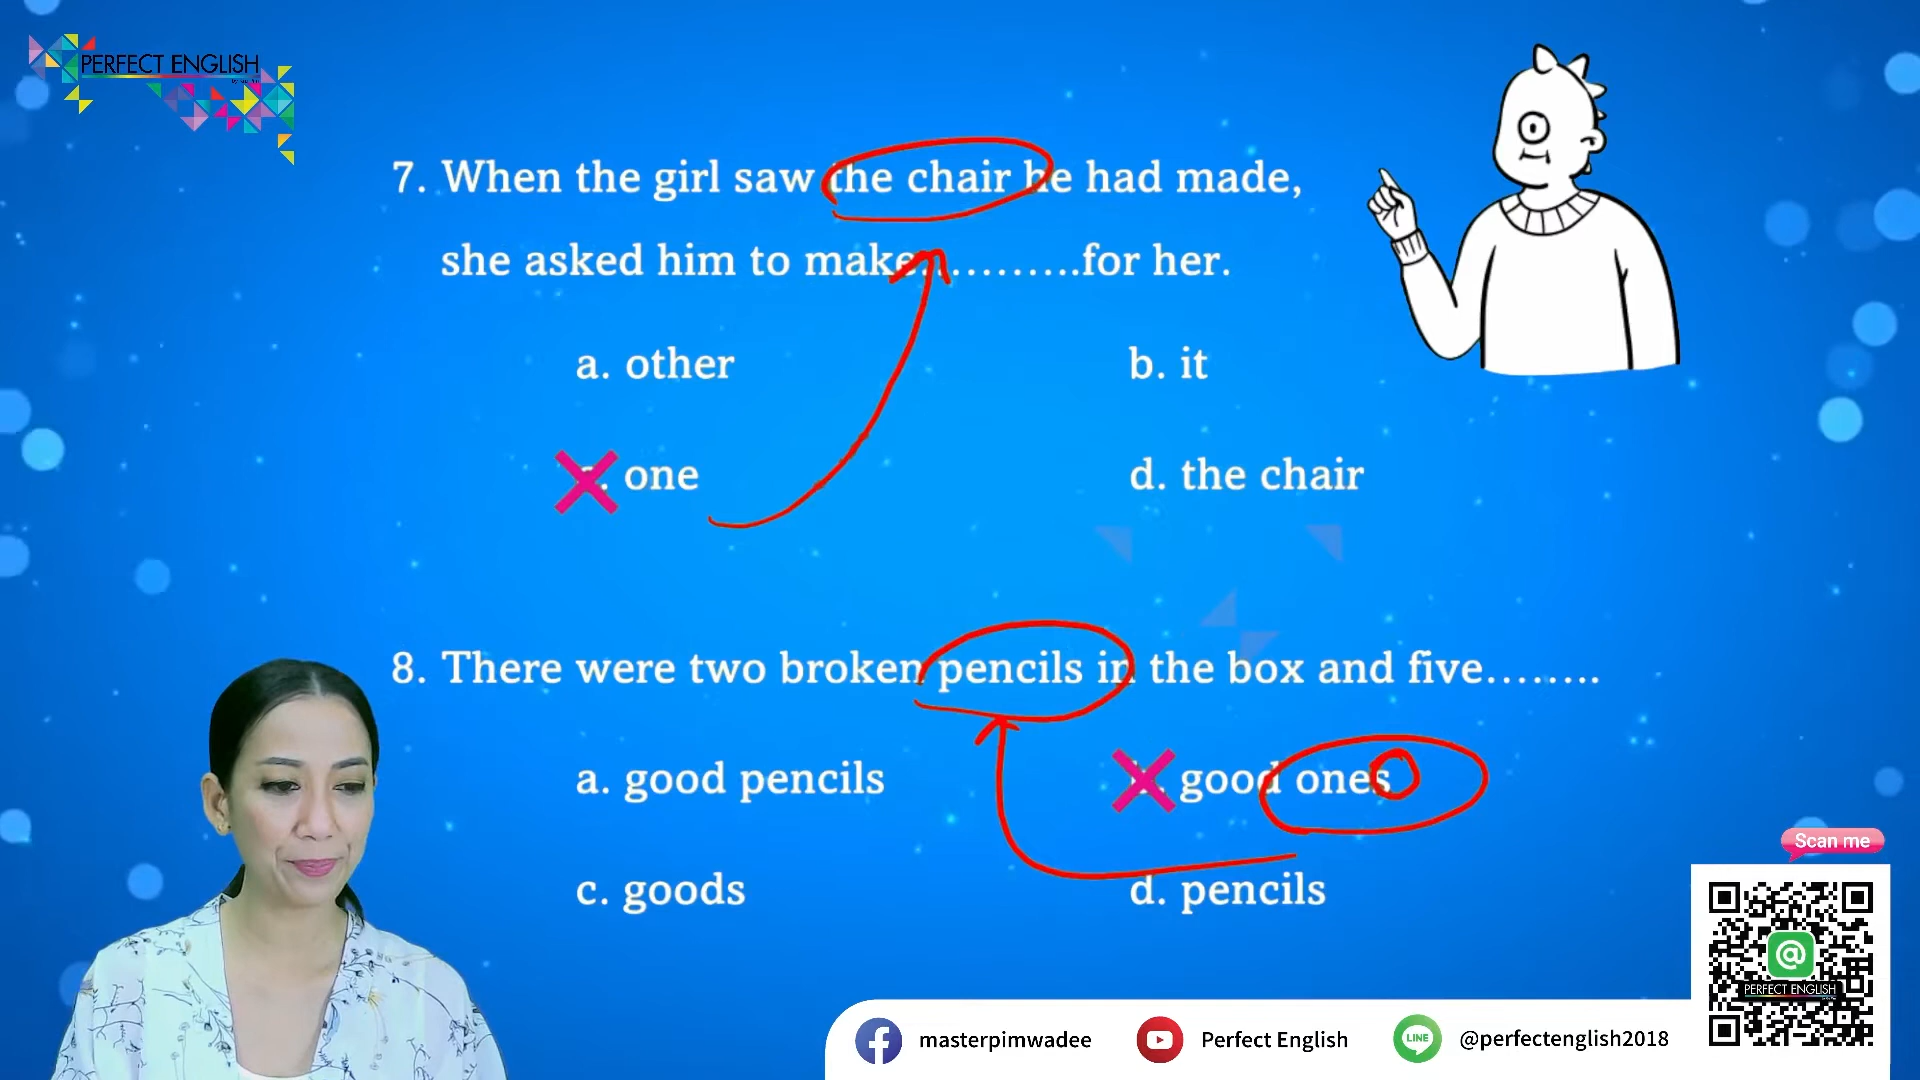 PERFECT ENGLISH
7. When the girl saw the chair he had made,
she asked him to make...........for her.
a. other
b. it
one
d. the chair
8. There were two broken pencils in the box and five........
a. good pencils
good ones
c. goods
d. pencils
Scan me
@
PERFECT ENGLISH
masterpimwadee
Perfect English
LINE
@perfectenglish2018